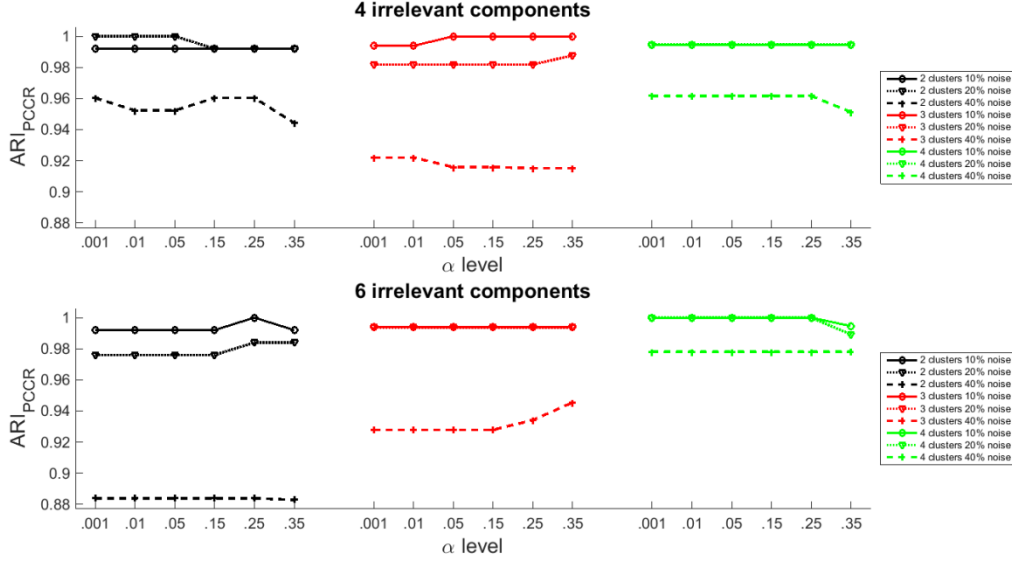 4 irrelevant components
1
0.98
0.96
0.94
0.92
0.9
0.88
ARI_PCCR
.001 .01 .05 .15 .25 .35 .001 .01 .05 .15 .25 .35 .001 .01 .05 .15 .25 .35
α level
2 clusters 10% noise
2 clusters 20% noise
2 clusters 40% noise
3 clusters 10% noise
3 clusters 20% noise
3 clusters 40% noise
4 clusters 10% noise
4 clusters 20% noise
4 clusters 40% noise
6 irrelevant components
1
0.98
0.96
0.94
0.92
0.9
0.88
ARI_PCCR
.001 .01 .05 .15 .25 .35 .001 .01 .05 .15 .25 .35 .001 .01 .05 .15 .25 .35
α level
2 clusters 10% noise
2 clusters 20% noise
2 clusters 40% noise
3 clusters 10% noise
3 clusters 20% noise
3 clusters 40% noise
4 clusters 10% noise
4 clusters 20% noise
4 clusters 40% noise